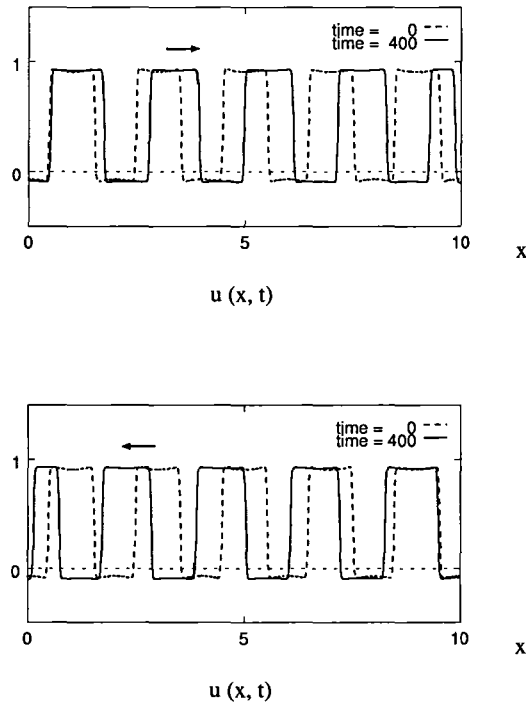 time = 0
time = 400
1
0
0 5 10
x
u (x, t)
time = 0
time = 400
1
0
0 5 10
x
u (x, t)